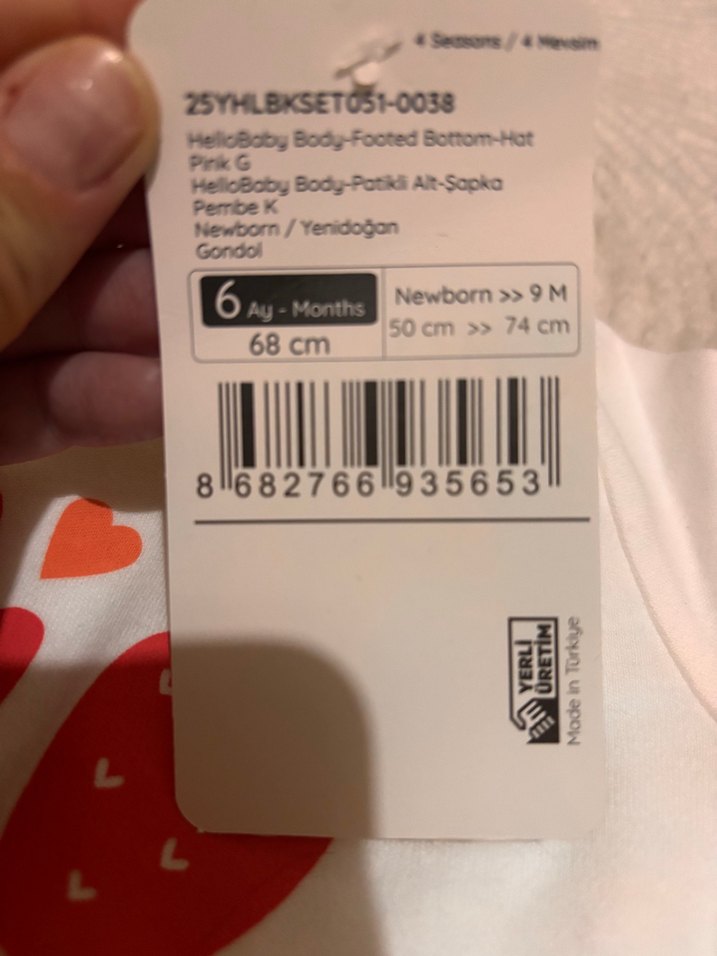 4 Seasons / 4 Mevsim
25YHLBKSET051-0038
HelloBaby Body-Footed Bottom-Hat
Pink G
HelloBaby Body-Patikli Alt-Şapka
Pembe K
Newborn / Yenidoğan
Gondol
6 Ay - Months
68 cm
Newborn >> 9 M
50 cm >> 74 cm
8 682766 935653
YERLİ
ÜRETİM
Made in Türkiye